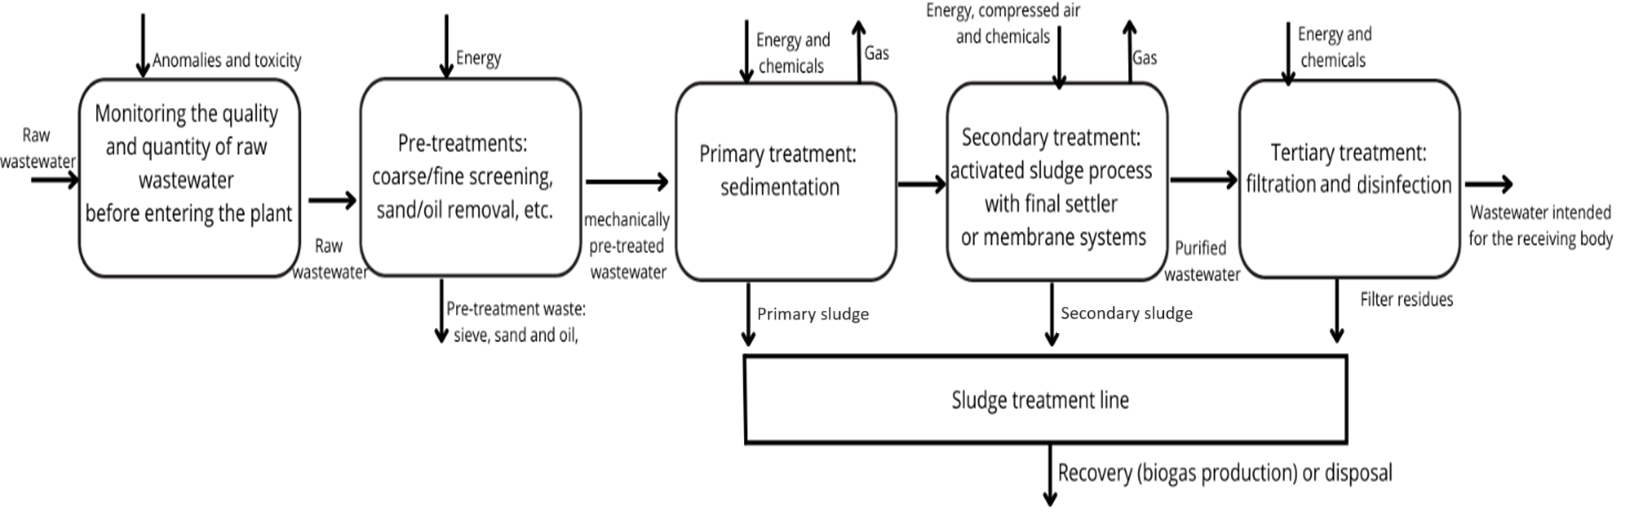 Raw
wastewater
Anomalies and toxicity
Monitoring the quality
and quantity of raw
wastewater
before entering the plant
Raw
wastewater
Energy
Pre-treatments:
coarse/fine screening,
sand/oil removal, etc.
Pre-treatment waste:
sieve, sand and oil,
mechanically
pre-treated
wastewater
Energy and
chemicals
Gas
Primary treatment:
sedimentation
Primary sludge
Energy, compressed air
and chemicals
Gas
Secondary treatment:
activated sludge process
with final settler
or membrane systems
Secondary sludge
Purified
wastewater
Energy and
chemicals
Tertiary treatment:
filtration and disinfection
Filter residues
Wastewater intended
for the receiving body
Sludge treatment line
Recovery (biogas production) or disposal